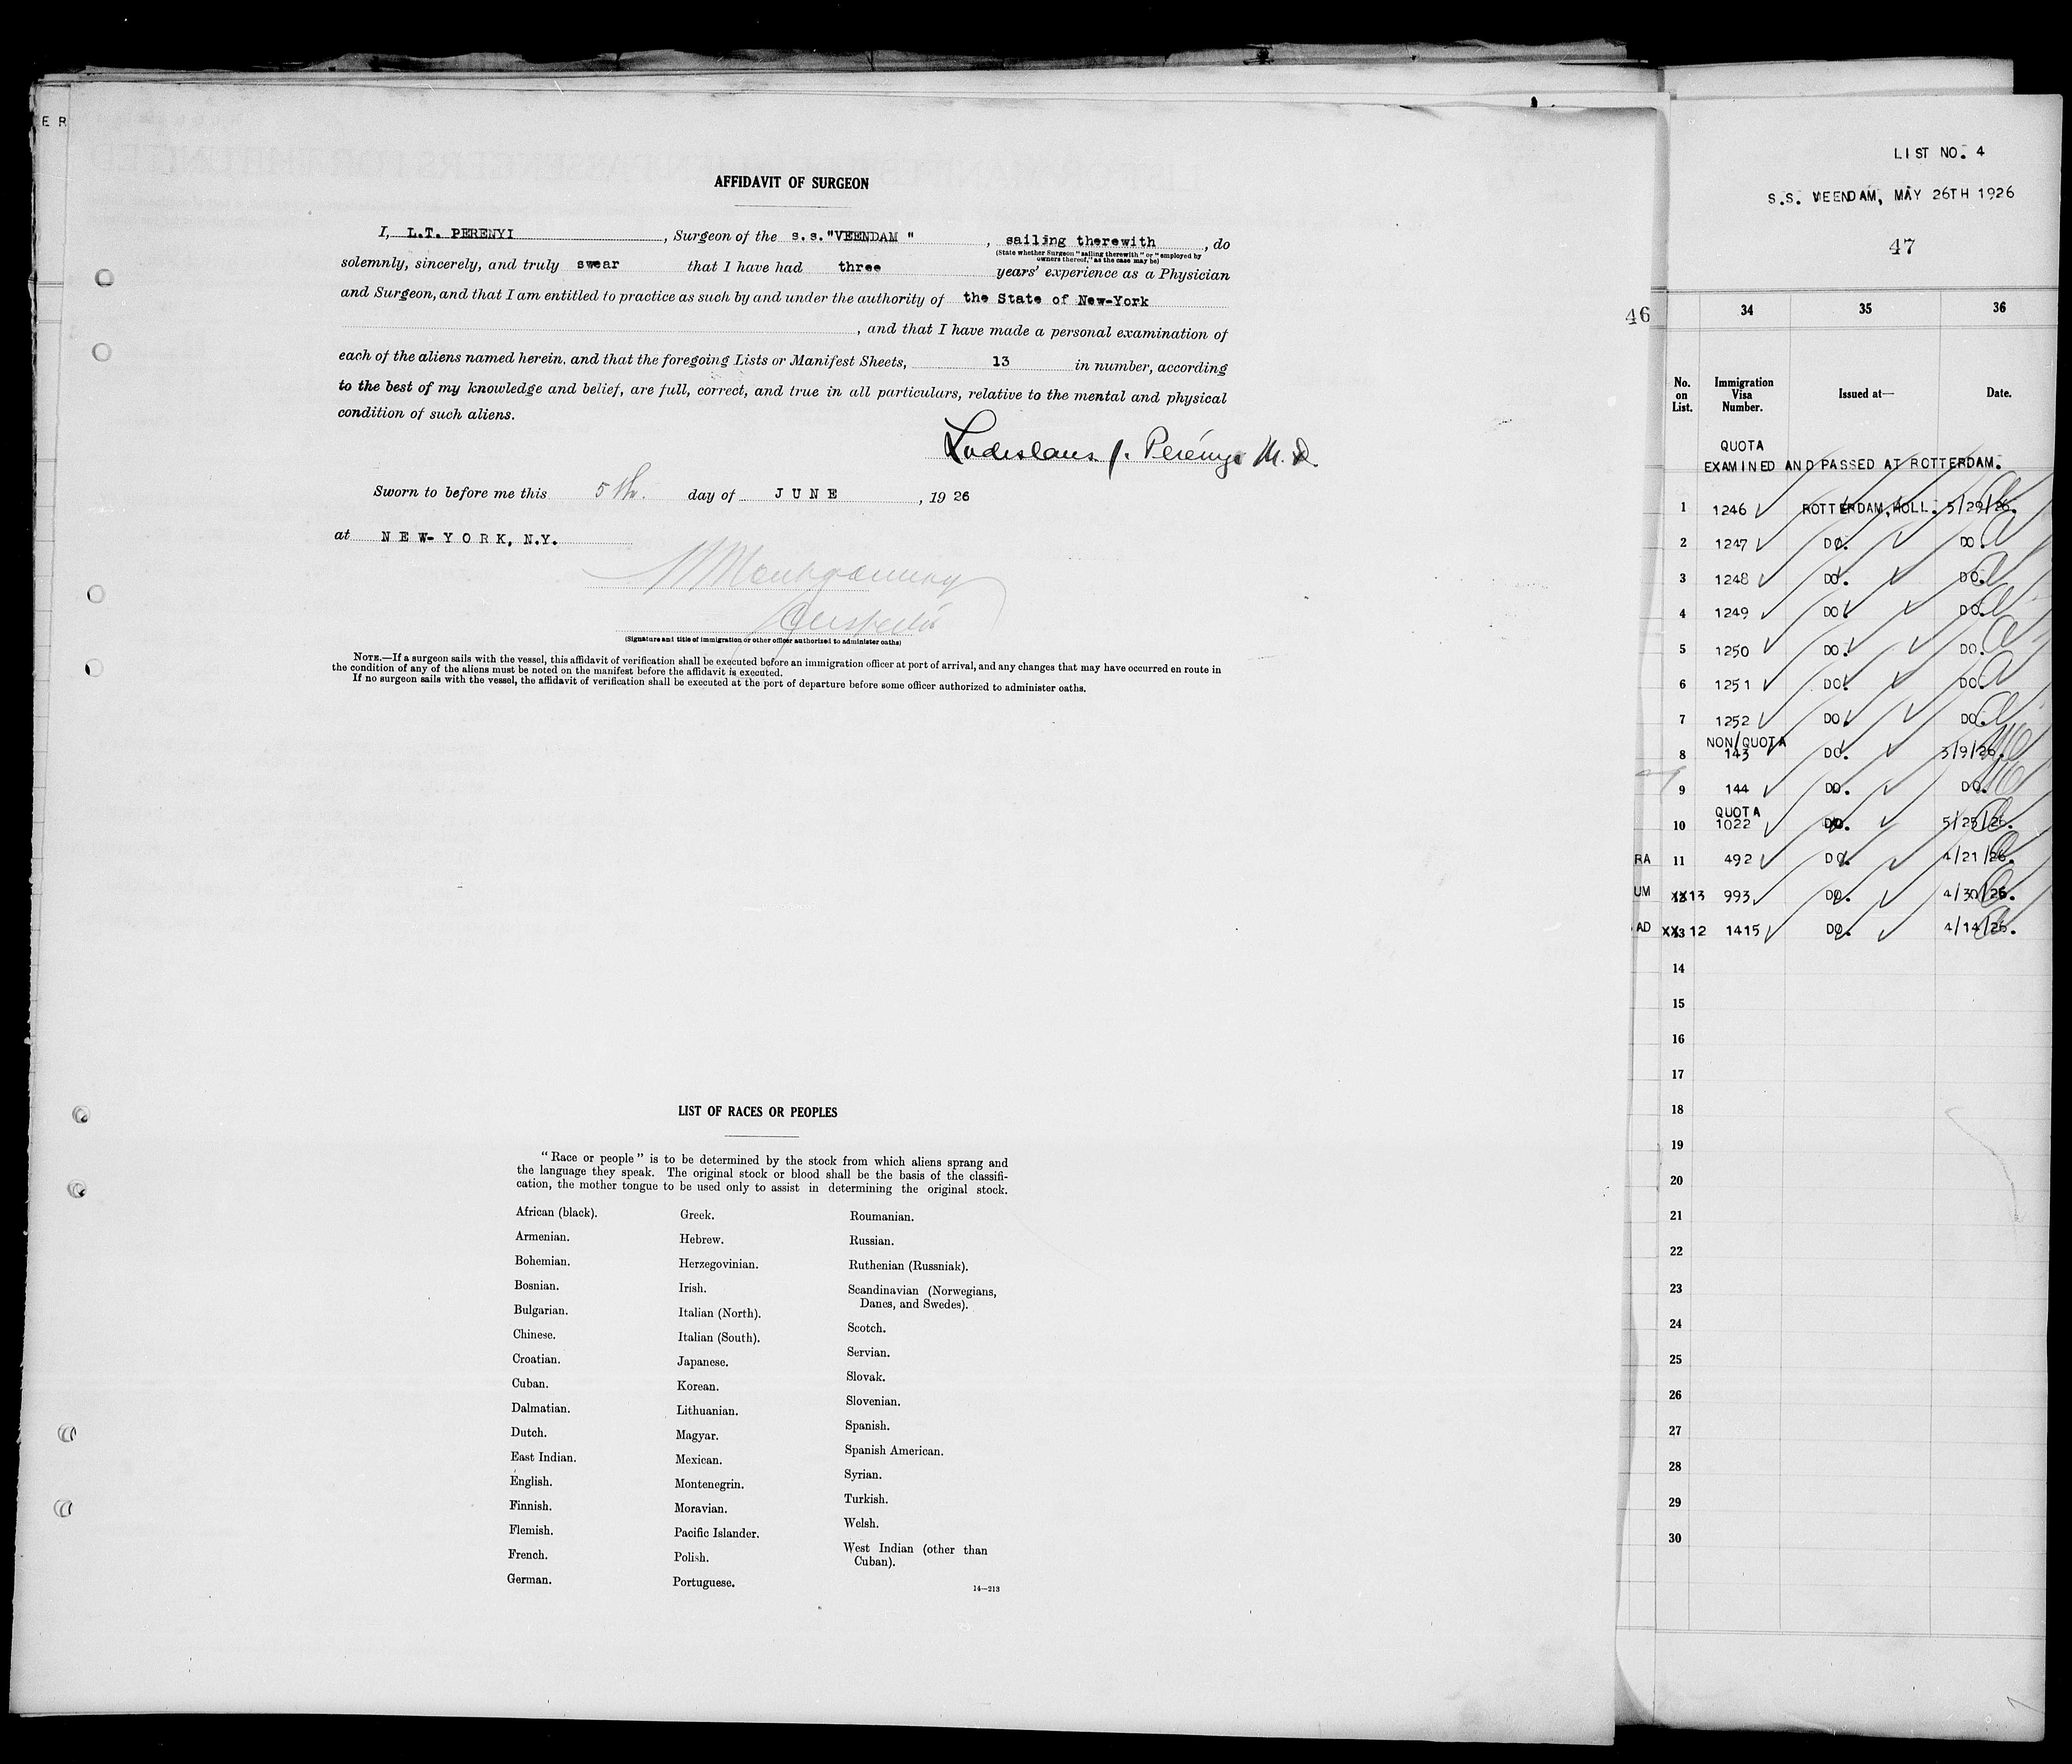 E R
AFFIDAVIT OF SURGEON
I, L.T. PERENYI, Surgeon of the s.s."VEENDAM ", sailing therewith, do
(State whether Surgeon "sailing therewith" or "employed by
owners thereof," as the case may be)
solemnly, sincerely, and truly swear that I have had three years' experience as a Physician
and Surgeon, and that I am entitled to practice as such by and under the authority of the State of New-York
, and that I have made a personal examination of
each of the aliens named herein, and that the foregoing Lists or Manifest Sheets, 13 in number, according
to the best of my knowledge and belief, are full, correct, and true in all particulars, relative to the mental and physical
condition of such aliens.
Ladislaus J. Perényi M.D.
Sworn to before me this 5th. day of JUNE, 1926
at NEW-YORK, N.Y.
Montgomery
Inspector
(Signature and title of immigration or other officer authorized to administer oaths)
NOTE.—If a surgeon sails with the vessel, this affidavit of verification shall be executed before an immigration officer at port of arrival, and any changes that may have occurred en route in
the condition of any of the aliens must be noted on the manifest before the affidavit is executed.
If no surgeon sails with the vessel, the affidavit of verification shall be executed at the port of departure before some officer authorized to administer oaths.
LIST OF RACES OR PEOPLES
"Race or people" is to be determined by the stock from which aliens sprang and
the language they speak. The original stock or blood shall be the basis of the classifi-
cation, the mother tongue to be used only to assist in determining the original stock.
African (black).
Armenian.
Bohemian.
Bosnian.
Bulgarian.
Chinese.
Croatian.
Cuban.
Dalmatian.
Dutch.
East Indian.
English.
Finnish.
Flemish.
French.
German.
Greek.
Hebrew.
Herzegovinian.
Irish.
Italian (North).
Italian (South).
Japanese.
Korean.
Lithuanian.
Magyar.
Mexican.
Montenegrin.
Moravian.
Pacific Islander.
Polish.
Portuguese.
Roumanian.
Russian.
Ruthenian (Russniak).
Scandinavian (Norwegians,
Danes, and Swedes).
Scotch.
Servian.
Slovak.
Slovenian.
Spanish.
Spanish American.
Syrian.
Turkish.
Welsh.
West Indian (other than
Cuban).
14—213
46
RA
UM
AD
LIST NO. 4
S.S. VEENDAM, MAY 26TH 1926
47
34 35 36
No. on List. Immigration Visa Number. Issued at— Date.
QUOTA
EXAMINED AND PASSED AT ROTTERDAM.
1 1246 ROTTERDAM, HOLL. 5/29/26.
2 1247 DO. DO.
3 1248 DO. DO.
4 1249 DO. DO.
5 1250 DO. DO.
6 1251 DO. DO.
7 1252 DO. DO.
NON/QUOTA
8 143 DO. 3/9/26.
9 144 DO. DO.
QUOTA
10 1022 DO. 5/25/26.
11 492 DO. 4/21/26.
XX13 993 DO. 4/30/26.
XX 12 1415 DO. 4/14/26.
14
15
16
17
18
19
20
21
22
23
24
25
26
27
28
29
30